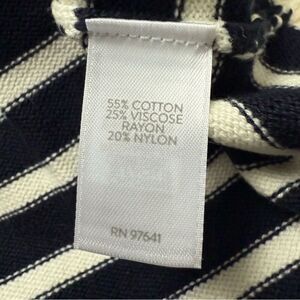 55% COTTON
25% VISCOSE
RAYON
20% NYLON
RN 97641